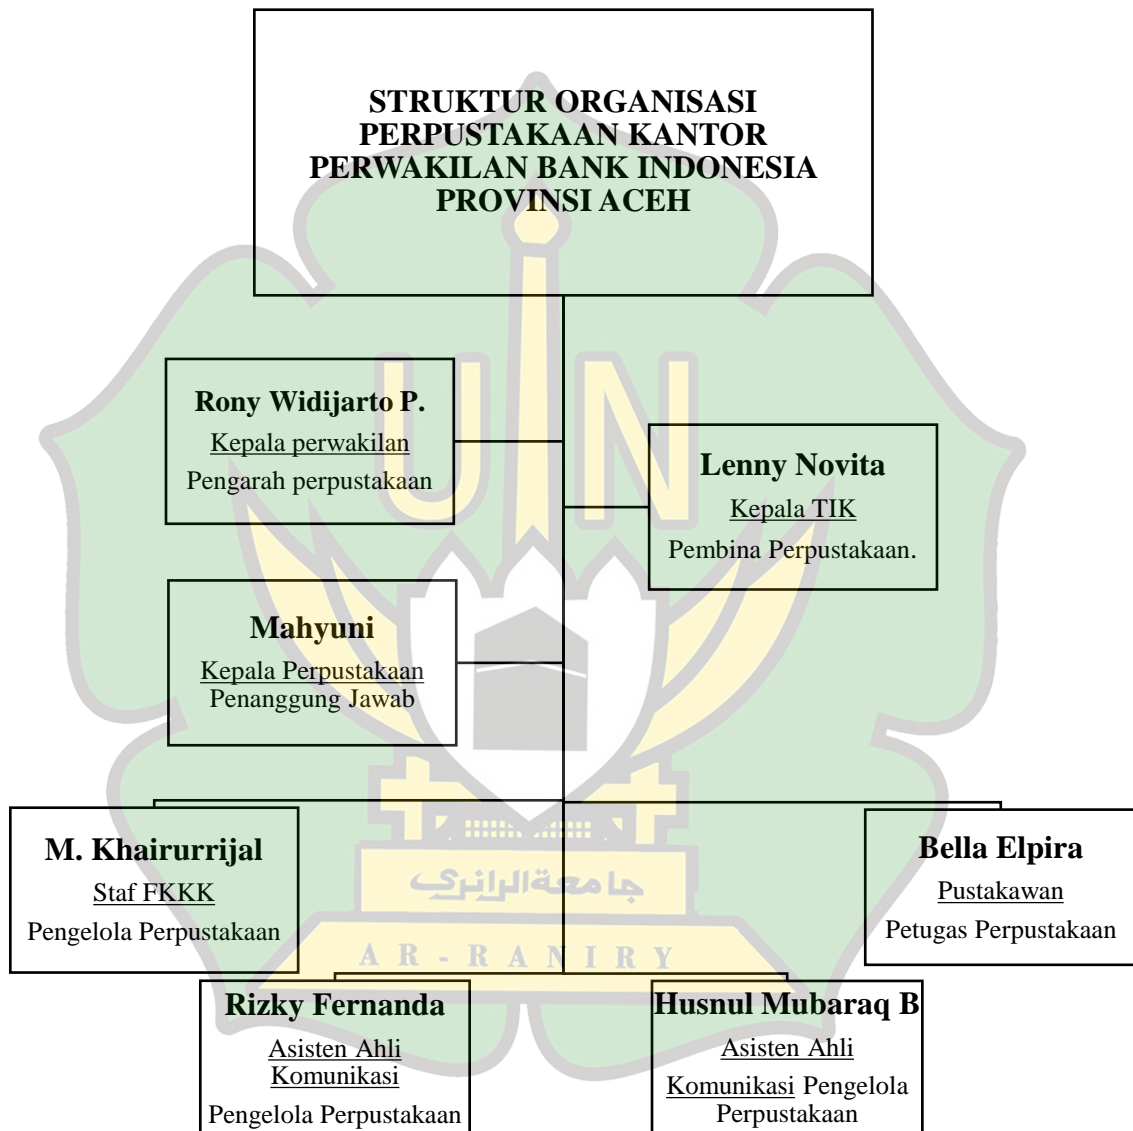 STRUKTUR ORGANISASI
PERPUSTAKAAN KANTOR
PERWAKILAN BANK INDONESIA
PROVINSI ACEH
UIN
Rony Widijarto P.
Kepala perwakilan
Pengarah perpustakaan
Lenny Novita
Kepala TIK
Pembina Perpustakaan.
Mahyuni
Kepala Perpustakaan
Penanggung Jawab
M. Khairurrijal
Staf FKKK
Pengelola Perpustakaan
Bella Elpira
Pustakawan
Petugas Perpustakaan
جامعة الرانري
AR-RANIRY
Rizky Fernanda
Asisten Ahli
Komunikasi
Pengelola Perpustakaan
Husnul Mubaraq B
Asisten Ahli
Komunikasi Pengelola
Perpustakaan